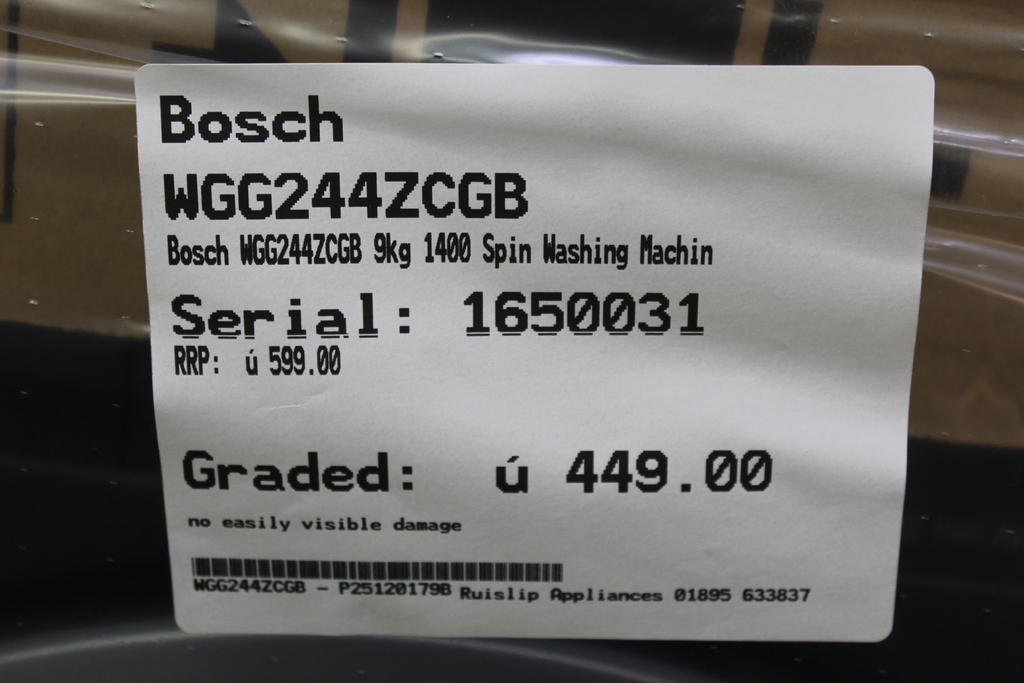 Bosch
WGG244ZCGB
Bosch WGG244ZCGB 9kg 1400 Spin Washing Machin
Serial: 1650031
RRP: ú 599.00
Graded: ú 449.00
no easily visible damage
WGG244ZCGB - P25120179B Ruislip Appliances 01895 633837